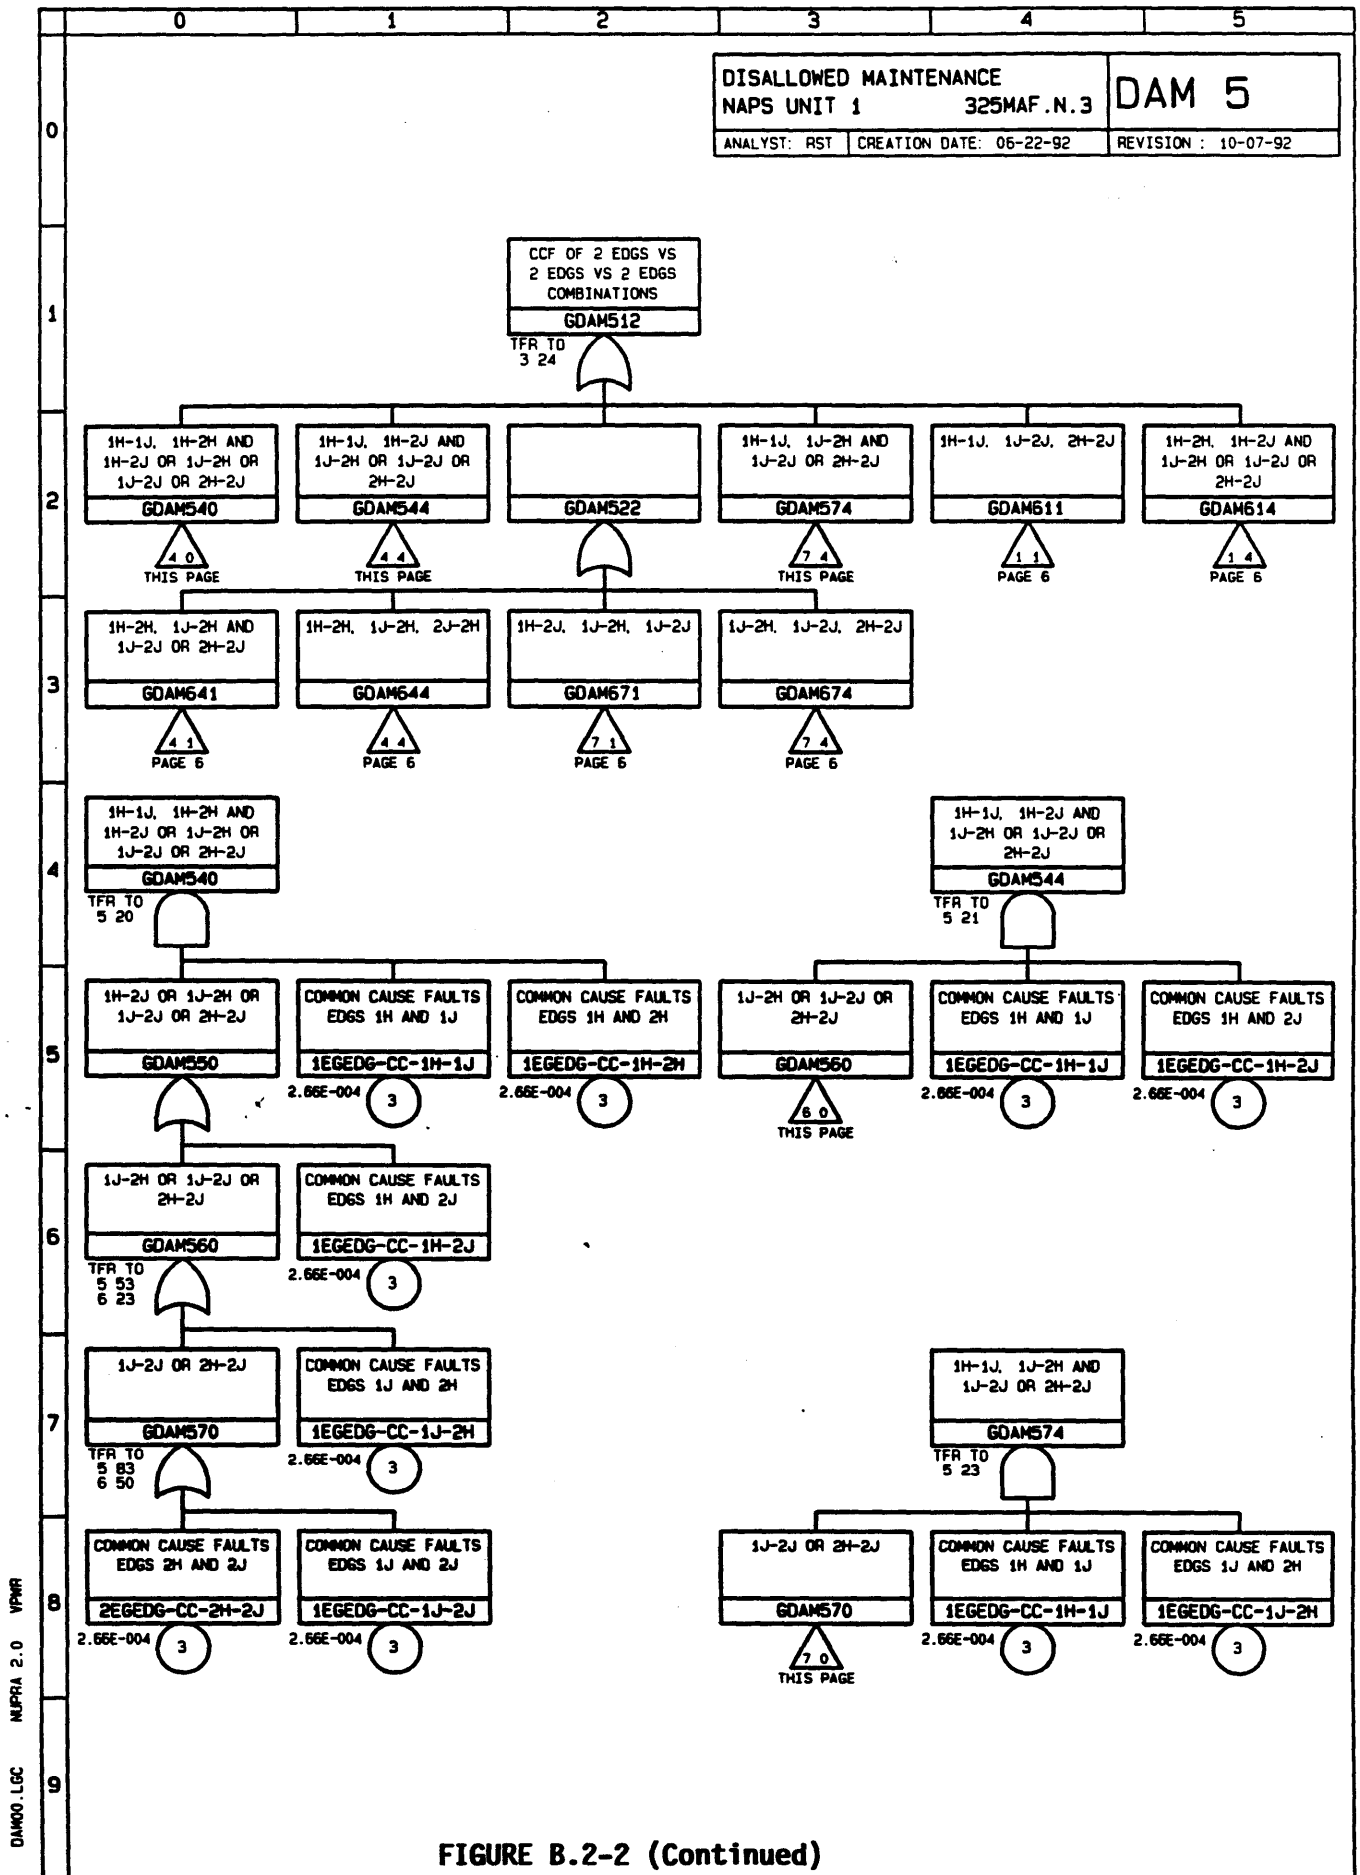 0 1 2 3 4 5
DISALLOWED MAINTENANCE
NAPS UNIT 1 325MAF.N.3
DAM 5
ANALYST: RST CREATION DATE: 05-22-92 REVISION : 10-07-92
0
CCF OF 2 EDGS VS
2 EDGS VS 2 EDGS
COMBINATIONS
GDAM512
TFR TO
3 24
1
1H-1J, 1H-2H AND
1H-2J OR 1J-2H OR
1J-2J OR 2H-2J
GDAM540
4 0
THIS PAGE
1H-1J, 1H-2J AND
1J-2H OR 1J-2J OR
2H-2J
GDAM544
4 4
THIS PAGE
GDAM522
1H-1J, 1J-2H AND
1J-2J OR 2H-2J
GDAM574
7 4
THIS PAGE
1H-1J, 1J-2J, 2H-2J
GDAM611
1 1
PAGE 6
1H-2H, 1H-2J AND
1J-2H OR 1J-2J OR
2H-2J
GDAM614
1 4
PAGE 6
2
1H-2H, 1J-2H AND
1J-2J OR 2H-2J
GDAM641
4 1
PAGE 6
1H-2H, 1J-2H, 2J-2H
GDAM644
4 4
PAGE 6
1H-2J, 1J-2H, 1J-2J
GDAM671
7 1
PAGE 6
1J-2H, 1J-2J, 2H-2J
GDAM674
7 4
PAGE 6
3
1H-1J, 1H-2H AND
1H-2J OR 1J-2H OR
1J-2J OR 2H-2J
GDAM540
TFR TO
5 20
1H-1J, 1H-2J AND
1J-2H OR 1J-2J OR
2H-2J
GDAM544
TFR TO
5 21
4
1H-2J OR 1J-2H OR
1J-2J OR 2H-2J
GDAM550
COMMON CAUSE FAULTS
EDGS 1H AND 1J
1EGEDG-CC-1H-1J
2.66E-004
3
COMMON CAUSE FAULTS
EDGS 1H AND 2H
1EGEDG-CC-1H-2H
2.66E-004
3
1J-2H OR 1J-2J OR
2H-2J
GDAM560
6 0
THIS PAGE
COMMON CAUSE FAULTS
EDGS 1H AND 1J
1EGEDG-CC-1H-1J
2.66E-004
3
COMMON CAUSE FAULTS
EDGS 1H AND 2J
1EGEDG-CC-1H-2J
2.66E-004
3
5
1J-2H OR 1J-2J OR
2H-2J
GDAM560
TFR TO
5 53
6 23
COMMON CAUSE FAULTS
EDGS 1H AND 2J
1EGEDG-CC-1H-2J
2.66E-004
3
6
1J-2J OR 2H-2J
GDAM570
TFR TO
5 83
6 50
COMMON CAUSE FAULTS
EDGS 1J AND 2H
1EGEDG-CC-1J-2H
2.66E-004
3
1H-1J, 1J-2H AND
1J-2J OR 2H-2J
GDAM574
TFR TO
5 23
7
COMMON CAUSE FAULTS
EDGS 2H AND 2J
2EGEDG-CC-2H-2J
2.66E-004
3
COMMON CAUSE FAULTS
EDGS 1J AND 2J
1EGEDG-CC-1J-2J
2.66E-004
3
1J-2J OR 2H-2J
GDAM570
7 0
THIS PAGE
COMMON CAUSE FAULTS
EDGS 1H AND 1J
1EGEDG-CC-1H-1J
2.66E-004
3
COMMON CAUSE FAULTS
EDGS 1J AND 2H
1EGEDG-CC-1J-2H
2.66E-004
3
8
9
DAM00.LGC NUPRA 2.0 VPWR
FIGURE B.2-2 (Continued)